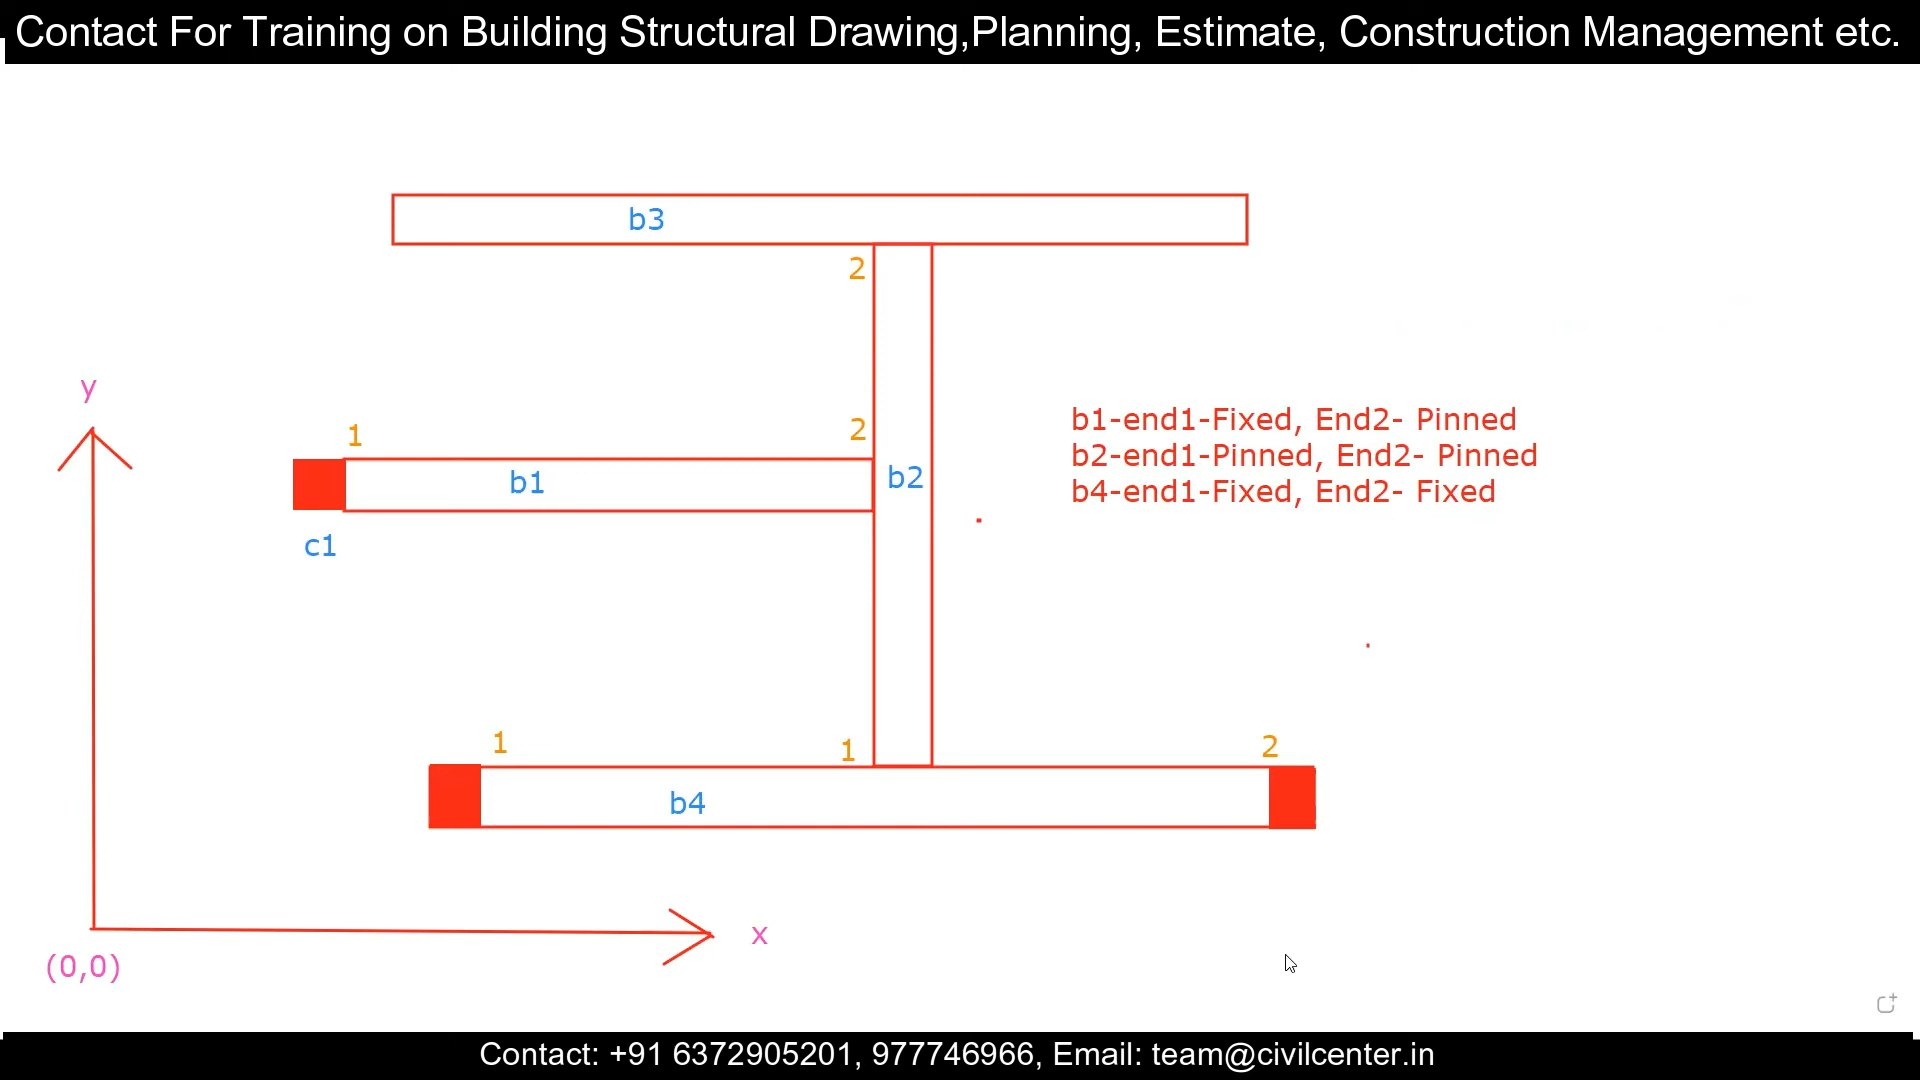 Contact For Training on Building Structural Drawing,Planning, Estimate, Construction Management etc.
b3
2
y
1
2
b1-end1-Fixed, End2- Pinned
b2-end1-Pinned, End2- Pinned
b4-end1-Fixed, End2- Fixed
b1
b2
c1
1
1
2
b4
x
(0,0)
Contact: +91 6372905201, 977746966, Email: team@civilcenter.in